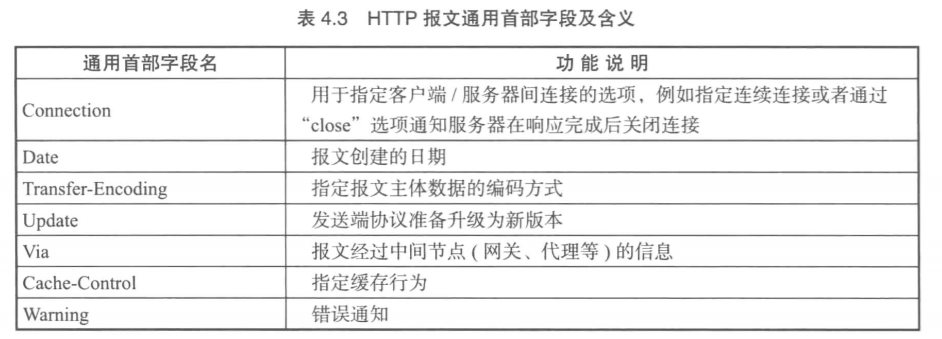 表 4.3 HTTP 报文通用首部字段及含义
通用首部字段名 功 能 说 明
Connection 用于指定客户端 / 服务器间连接的选项，例如指定连续连接或者通过
“close”选项通知服务器在响应完成后关闭连接
Date 报文创建的日期
Transfer-Encoding 指定报文主体数据的编码方式
Update 发送端协议准备升级为新版本
Via 报文经过中间节点 ( 网关、代理等 ) 的信息
Cache-Control 指定缓存行为
Warning 错误通知